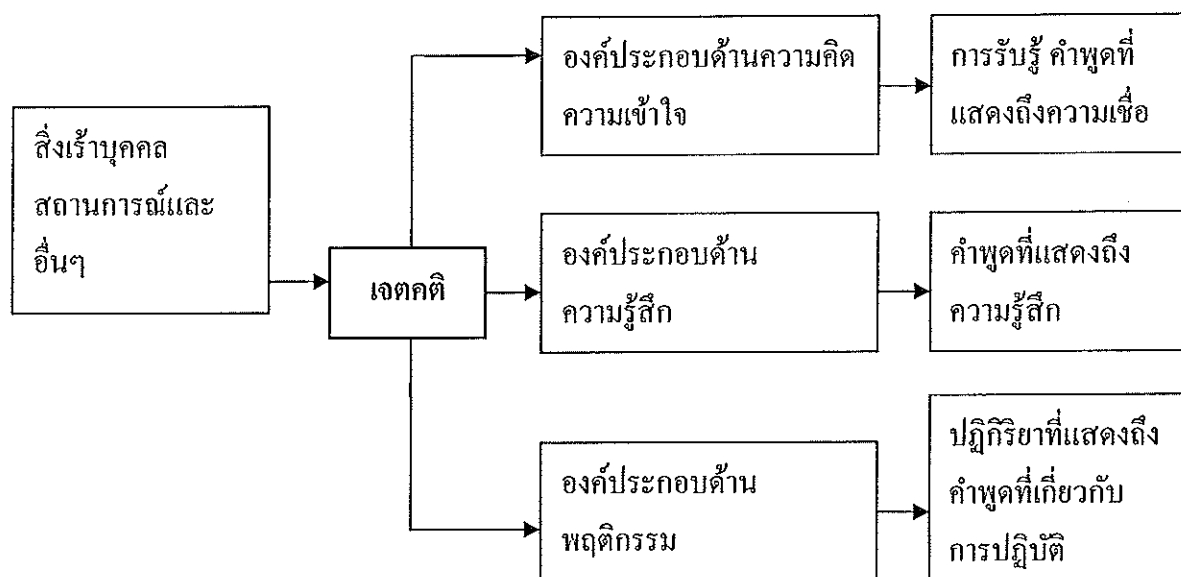 สิ่งเร้าบุคคล
สถานการณ์และ
อื่นๆ
เจตคติ
องค์ประกอบด้านความคิด
ความเข้าใจ
การรับรู้ คำพูดที่
แสดงถึงความเชื่อ
องค์ประกอบด้าน
ความรู้สึก
คำพูดที่แสดงถึง
ความรู้สึก
องค์ประกอบด้าน
พฤติกรรม
ปฏิกิริยาที่แสดงถึง
คำพูดที่เกี่ยวกับ
การปฏิบัติ